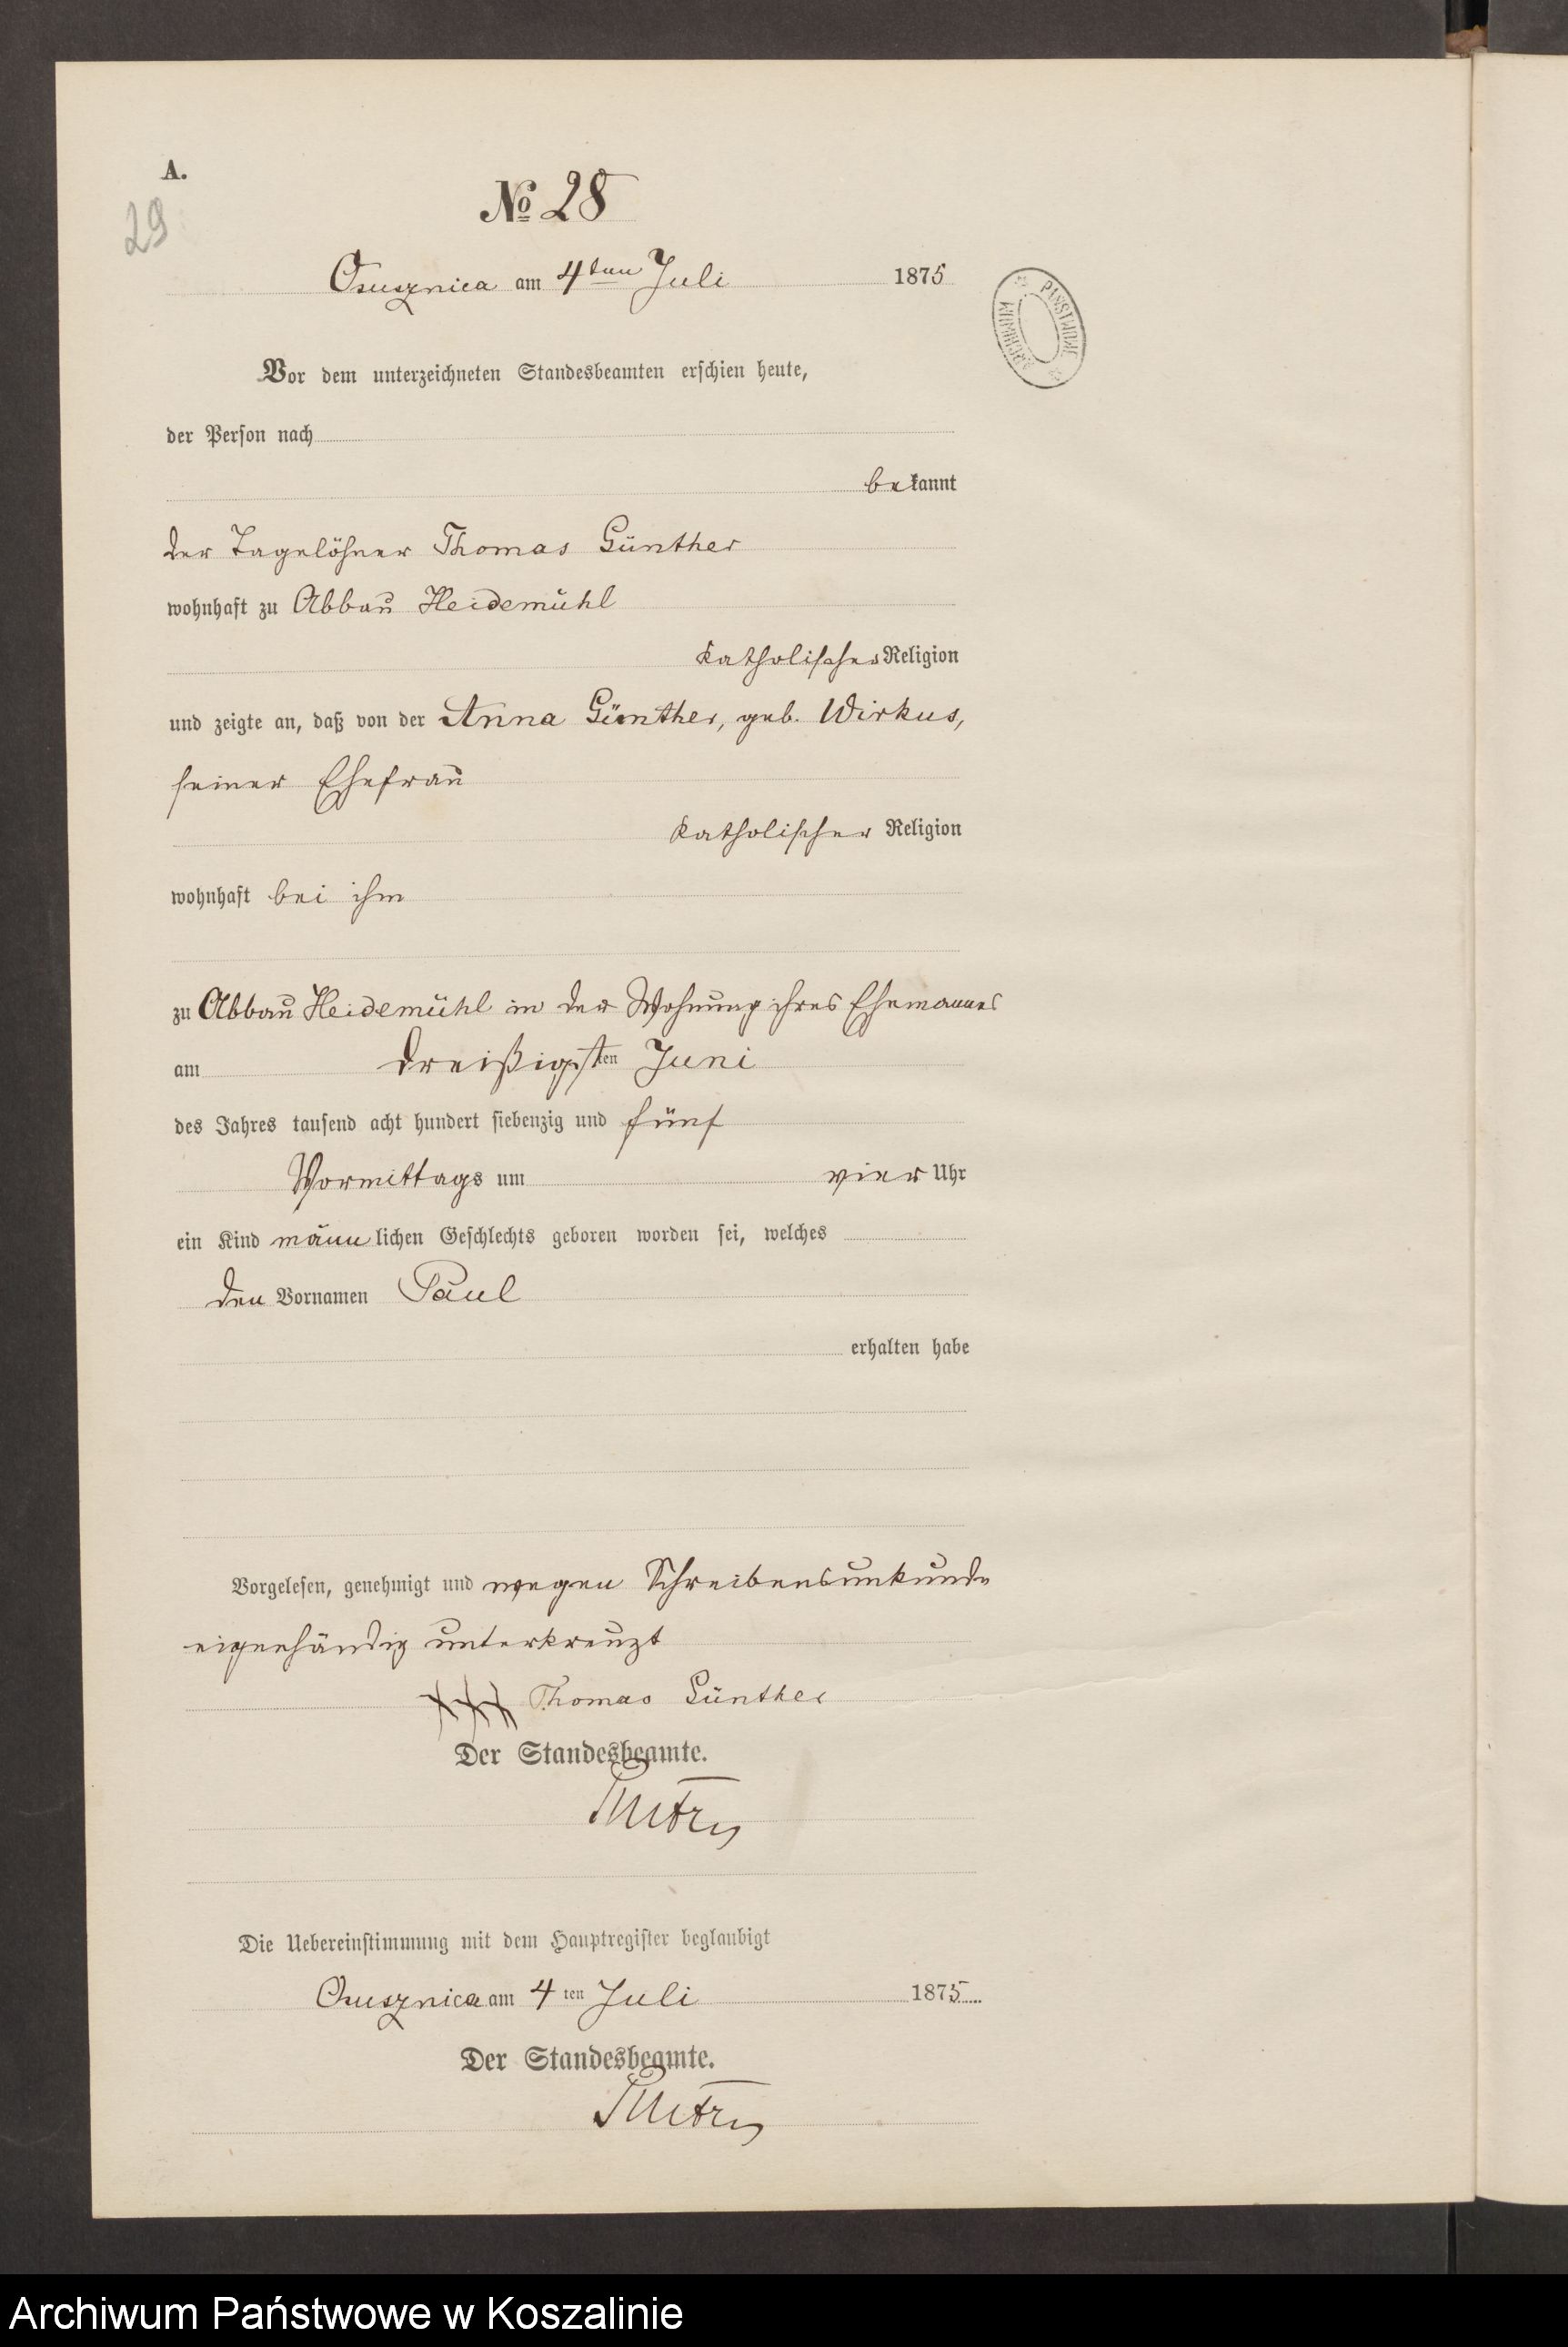 A.
29
No 28
Osusznica am 4ten Juli 1875
ARCHIWUM PAŃSTWOWE
Vor dem unterzeichneten Standesbeamten erschien heute,
der Person nach
bekannt
der Tagelöhner Thomas Günther
wohnhaft zu Abbau Heidemühl
katholischer Religion
und zeigte an, daß von der Anna Günther, geb. Wirkus,
seiner Ehefrau
katholischer Religion
wohnhaft bei ihm
zu Abbau Heidemühl in der Wohnung ihres Ehemannes
am dreißigsten Juni
des Jahres tausend acht hundert siebenzig und fünf
Vormittags um vier Uhr
ein Kind männlichen Geschlechts geboren worden sei, welches
den Vornamen Paul
erhalten habe
Vorgelesen, genehmigt und wegen Schreibensunkunde
eigenhändig unterkreuzt
+++ Thomas Günther
Der Standesbeamte.
Die Uebereinstimmung mit dem Hauptregister beglaubigt
Osusznica am 4ten Juli 1875
Der Standesbeamte.
Archiwum Państwowe w Koszalinie